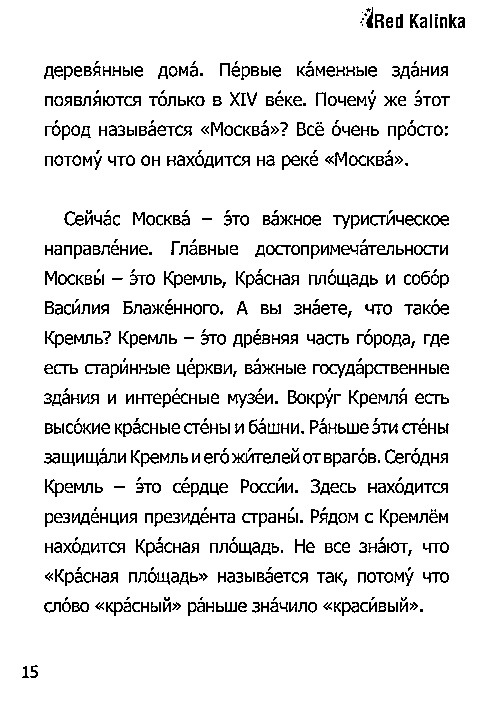 Red Kalinka
деревя́нные дома́. Пе́рвые ка́менные зда́ния
появля́ются то́лько в XIV ве́ке. Почему́ же э́тот
го́род называ́ется «Москва́»? Всё о́чень про́сто:
потому́ что он нахо́дится на реке́ «Москва́».
Сейча́с Москва́ – э́то ва́жное туристи́ческое
направле́ние. Гла́вные достопримеча́тельности
Москвы́ – э́то Кремль, Кра́сная пло́щадь и собо́р
Васи́лия Блаже́нного. А вы зна́ете, что тако́е
Кремль? Кремль – э́то дре́вняя часть го́рода, где
есть стари́нные це́ркви, ва́жные госуда́рственные
зда́ния и интере́сные музе́и. Вокру́г Кремля́ есть
высо́кие кра́сные сте́ны и ба́шни. Ра́ньше э́ти сте́ны
защища́ли Кремль и его́ жи́телей от враго́в. Сего́дня
Кремль – э́то се́рдце Росси́и. Здесь нахо́дится
резиде́нция президе́нта страны́. Ря́дом с Кремлём
нахо́дится Кра́сная пло́щадь. Не все зна́ют, что
«Кра́сная пло́щадь» называ́ется так, потому́ что
сло́во «кра́сный» ра́ньше зна́чило «краси́вый».
15